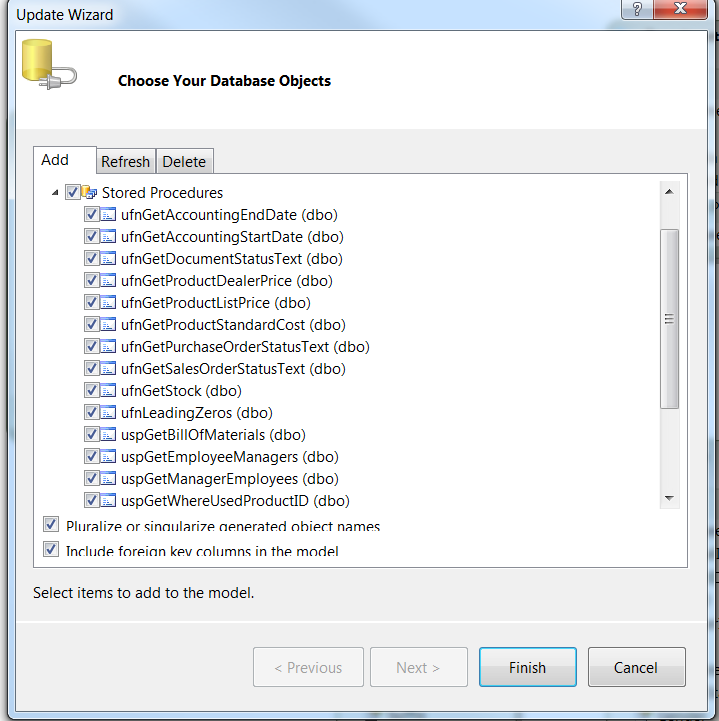 Update Wizard
?
X
Choose Your Database Objects
Add
Refresh
Delete
Stored Procedures
ufnGetAccountingEndDate (dbo)
ufnGetAccountingStartDate (dbo)
ufnGetDocumentStatusText (dbo)
ufnGetProductDealerPrice (dbo)
ufnGetProductListPrice (dbo)
ufnGetProductStandardCost (dbo)
ufnGetPurchaseOrderStatusText (dbo)
ufnGetSalesOrderStatusText (dbo)
ufnGetStock (dbo)
ufnLeadingZeros (dbo)
uspGetBillOfMaterials (dbo)
uspGetEmployeeManagers (dbo)
uspGetManagerEmployees (dbo)
uspGetWhereUsedProductID (dbo)
Pluralize or singularize generated object names
Include foreign key columns in the model
Select items to add to the model.
< Previous
Next >
Finish
Cancel